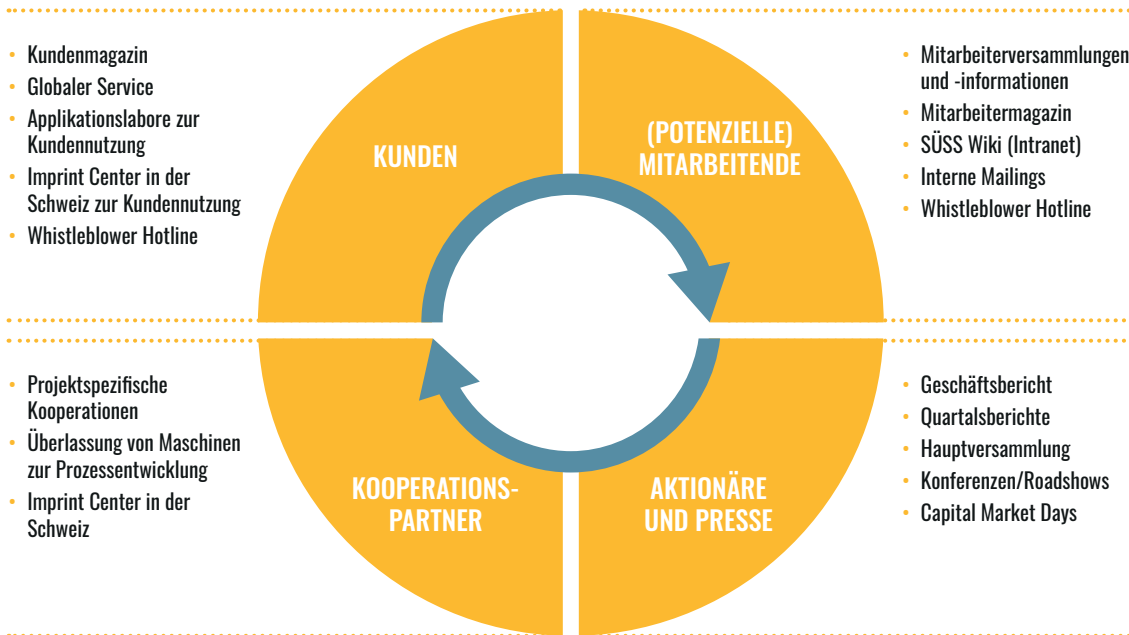 • Kundenmagazin
• Globaler Service
• Applikationslabore zur
Kundennutzung
• Imprint Center in der
Schweiz zur Kundennutzung
• Whistleblower Hotline
KUNDEN
(POTENZIELLE)
MITARBEITENDE
• Mitarbeiterversammlungen
und -informationen
• Mitarbeitermagazin
• SÜSS Wiki (Intranet)
• Interne Mailings
• Whistleblower Hotline
• Projektspezifische
Kooperationen
• Überlassung von Maschinen
zur Prozessentwicklung
• Imprint Center in der
Schweiz
KOOPERATIONS-
PARTNER
AKTIONÄRE
UND PRESSE
• Geschäftsbericht
• Quartalsberichte
• Hauptversammlung
• Konferenzen/Roadshows
• Capital Market Days